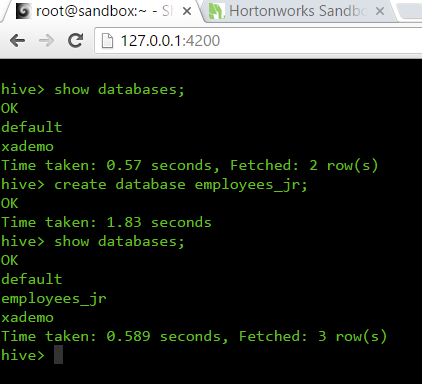 root@sandbox:~ - S
Hortonworks Sandbo
127.0.0.1:4200
hive> show databases;
OK
default
xademo
Time taken: 0.57 seconds, Fetched: 2 row(s)
hive> create database employees_jr;
OK
Time taken: 1.83 seconds
hive> show databases;
OK
default
employees_jr
xademo
Time taken: 0.589 seconds, Fetched: 3 row(s)
hive>